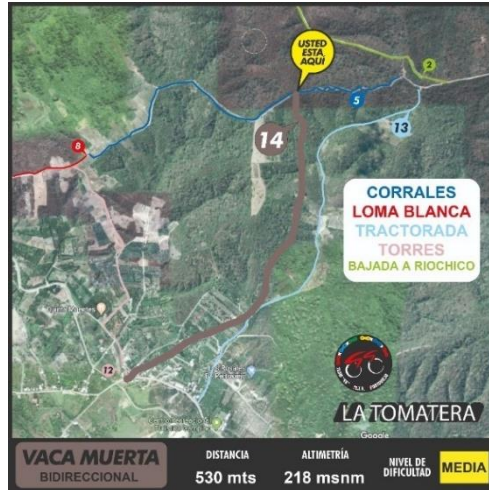 USTED
ESTA
AQUÍ
2
5
14
13
8
CORRALES
LOMA BLANCA
TRACTORADA
TORRES
BAJADA A RIOCHICO
12
LA TOMATERA
Google
VACA MUERTA
BIDIRECCIONAL
DISTANCIA
530 mts
ALTIMETRÍA
218 msnm
NIVEL DE
DIFICULTAD
MEDIA